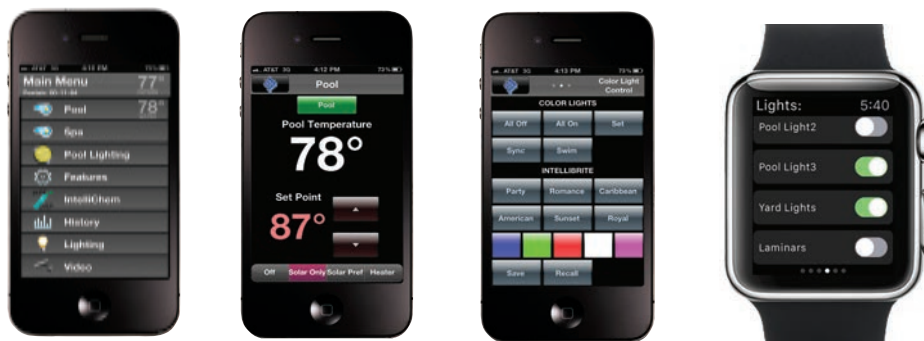 4:15 PM
Main Menu 77°
Pool 78°
Spa
Pool Lighting
Features
IntelliChem
History
Lighting
Video
AT&T 3G 4:12 PM 73%
Pool
Pool
Pool Temperature
78°
Set Point
87°
Off Solar Only Solar Pref Heater
AT&T 3G 4:13 PM 73%
Color Light
Control
COLOR LIGHTS
All Off All On Set
Sync Swim
INTELLIBRITE
Party Romance Caribbean
American Sunset Royal
Save Recall
Lights: 5:40
Pool Light2
Pool Light3
Yard Lights
Laminars